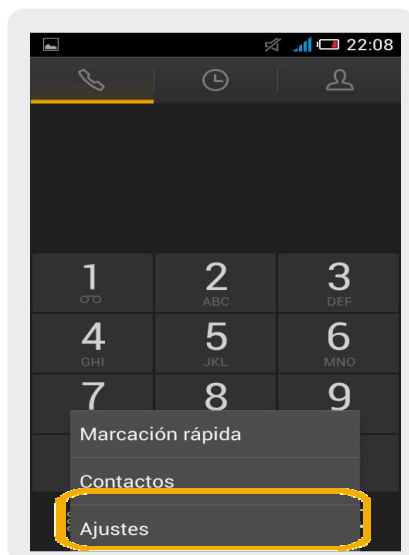 22:08
1
2
ABC
3
DEF
4
GHI
5
JKL
6
MNO
7
8
9
Marcación rápida
Contactos
Ajustes